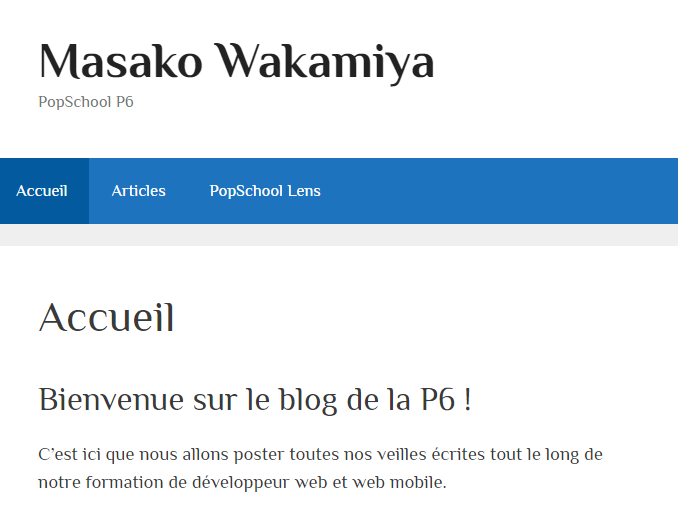 Masako Wakamiya
PopSchool P6
Accueil Articles PopSchool Lens
Accueil
Bienvenue sur le blog de la P6 !
C’est ici que nous allons poster toutes nos veilles écrites tout le long de
notre formation de développeur web et web mobile.